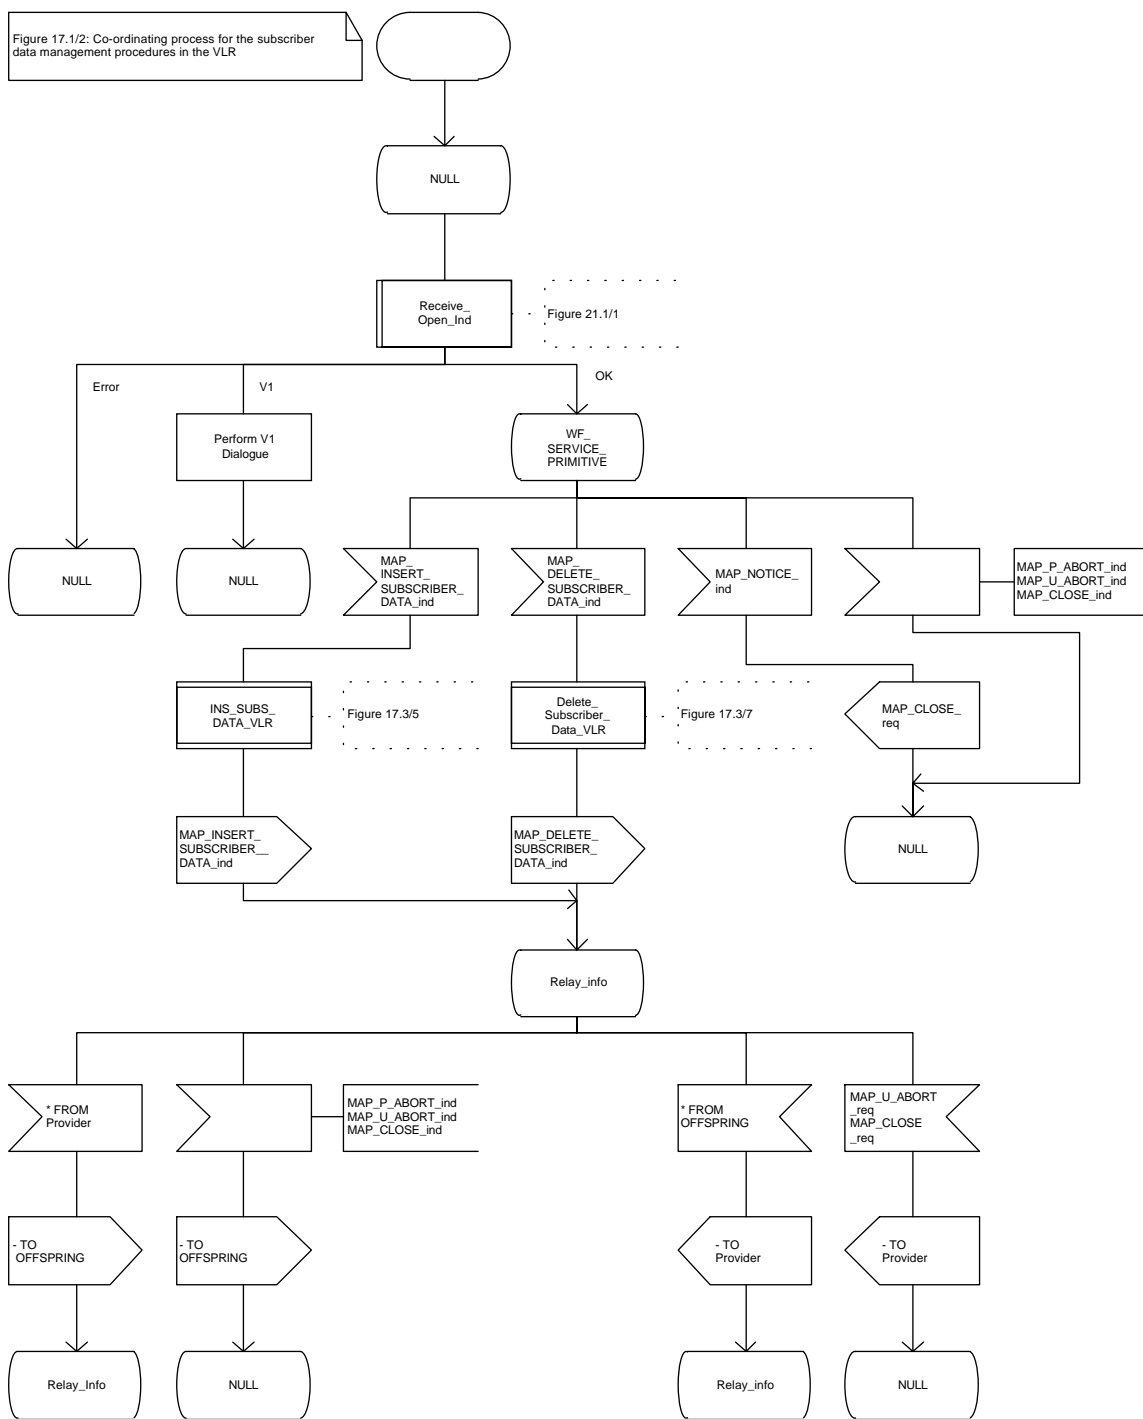 Figure 17.1/2: Co-ordinating process for the subscriber
data management procedures in the VLR
NULL
Receive_
Open_Ind
Figure 21.1/1
Error
V1
OK
Perform V1
Dialogue
WF_
SERVICE_
PRIMITIVE
NULL
NULL
MAP_
INSERT_
SUBSCRIBER_
DATA_ind
MAP_
DELETE_
SUBSCRIBER_
DATA_ind
MAP_NOTICE_
ind
MAP_P_ABORT_ind
MAP_U_ABORT_ind
MAP_CLOSE_ind
INS_SUBS_
DATA_VLR
Figure 17.3/5
Delete_
Subscriber_
Data_VLR
Figure 17.3/7
MAP_CLOSE_
req
MAP_INSERT_
SUBSCRIBER__
DATA_ind
MAP_DELETE_
SUBSCRIBER_
DATA_ind
NULL
Relay_info
* FROM
Provider
MAP_P_ABORT_ind
MAP_U_ABORT_ind
MAP_CLOSE_ind
* FROM
OFFSPRING
MAP_U_ABORT
_req
MAP_CLOSE
_req
- TO
OFFSPRING
- TO
OFFSPRING
- TO
Provider
- TO
Provider
Relay_Info
NULL
Relay_info
NULL